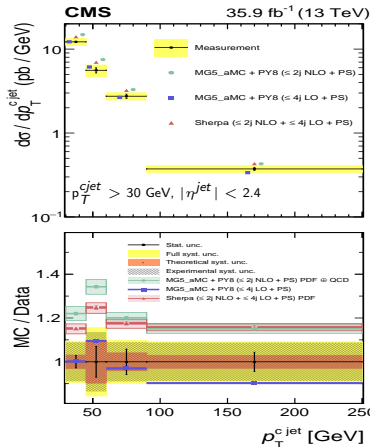 CMS 35.9 fb⁻¹ (13 TeV)
dσ/dp_T^{c jet} (pb / GeV)
10
1
10⁻¹
Measurement
MG5_aMC + PY8 (≤ 2j NLO + PS)
MG5_aMC + PY8 (≤ 4j LO + PS)
Sherpa (≤ 2j NLO + ≤ 4j LO + PS)
p_T^{cjet} > 30 GeV, |η^{jet}| < 2.4
MC / Data
1.4
1.2
1
Stat. unc.
Full syst. unc.
Theoretical syst. unc.
Experimental syst. unc.
MG5_aMC + PY8 (≤ 2j NLO + PS) PDF ⊕ QCD
MG5_aMC + PY8 (≤ 4j LO + PS)
Sherpa (≤ 2j NLO + ≤ 4j LO + PS) PDF
50 100 150 200 250
p_T^{c jet} [GeV]